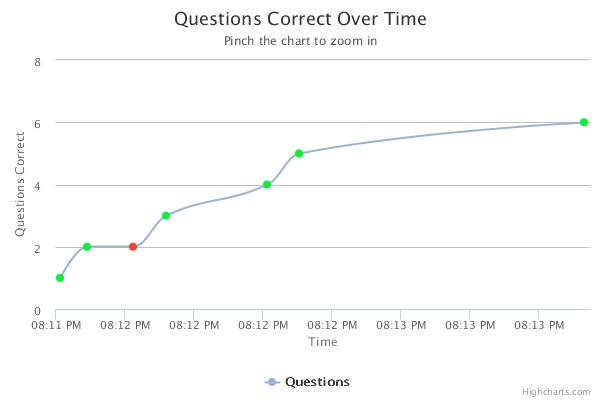 Questions Correct Over Time
Pinch the chart to zoom in
8
6
4
2
0
Questions Correct
08:11 PM 08:12 PM 08:12 PM 08:12 PM 08:12 PM 08:13 PM 08:13 PM 08:13 PM
Time
Questions
Highcharts.com